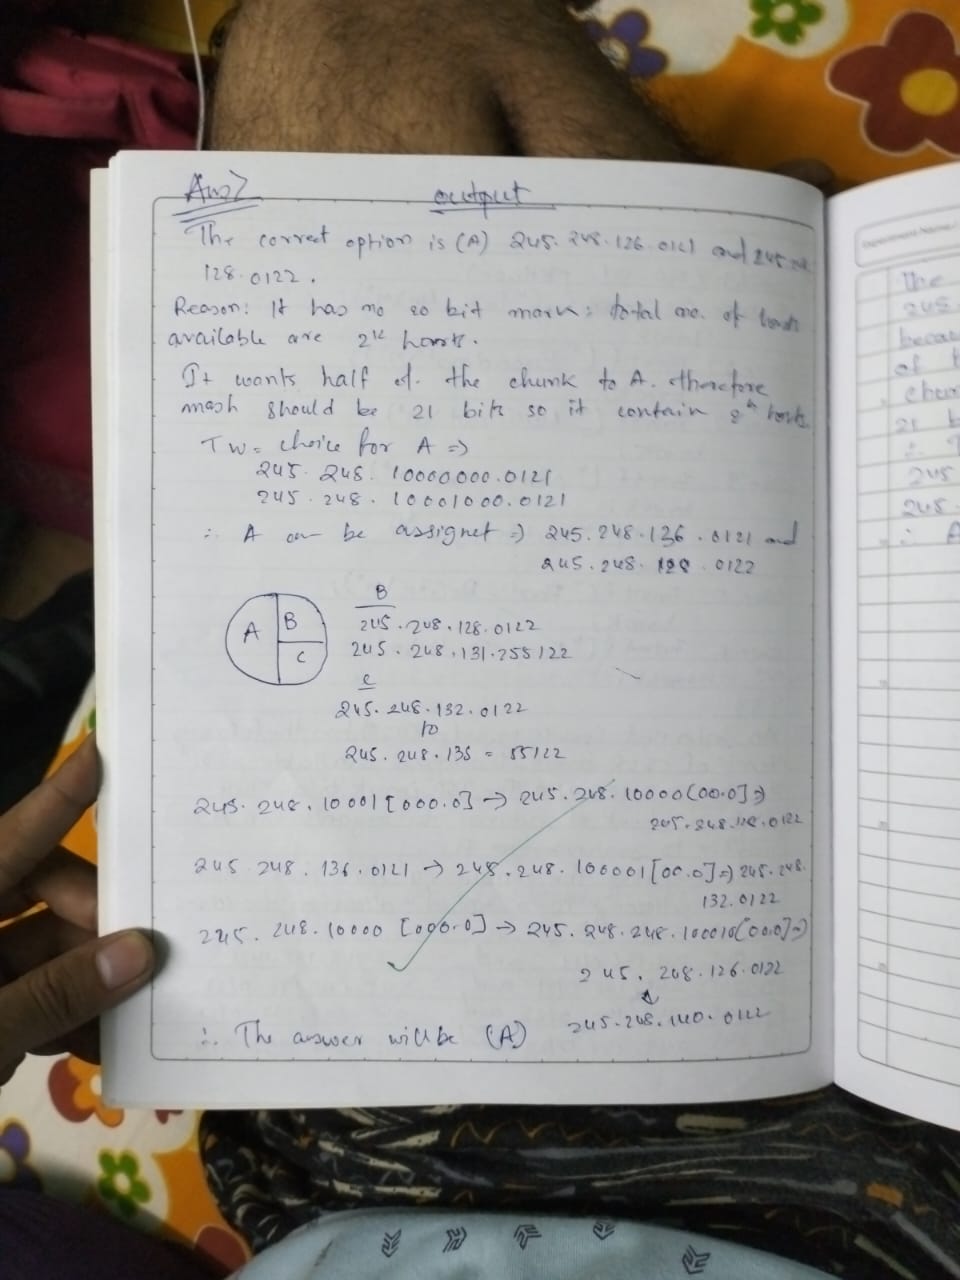 Ans7
output
The correct option is (A) 245.248.126.0121 and 245.
128.0122.
Reason: It has no 20 bit mark: total no. of hosts
available are 2^12 hosts.
It wants half of the chunk to A. therefore
mash should be 21 bits so it contain hosts.
Two choice for A =>
245. 248. 10000000.0121
245. 248. 10001000.0121
∴ A can be assignet => 245.248.136.0121 and
245.248. 128 .0122
A
B
C
B
245.248.128.0122
245.248.131.255122
C
245.248.132.0122
to
245.248.135 = 55122
245.248.10001[000.0] → 245.248.10000(00.0] ⇒
245.248.128.0122
245 248.136.0121 → 245.248.100001[00.0] ⇒ 245.248.
132.0122
245. 248.10000 [000.0] → 245.248.248.100010(00.0] ⇒
245. 248.126.0122
245.248.140.0122
∴ The answer will be (A)
Experiment Name
The
245
becau
of t
chem
21 b
∴ T
245
245.
∴ A